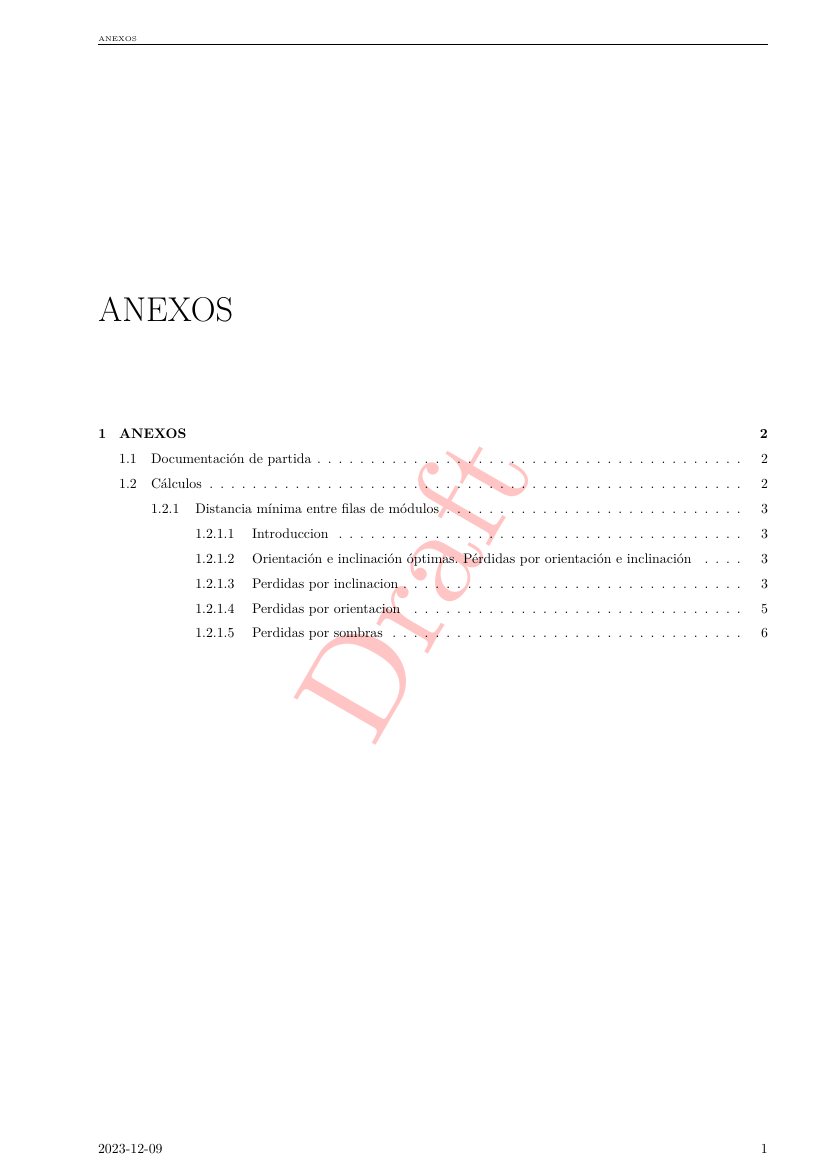 ANEXOS
ANEXOS
1 ANEXOS 2
1.1 Documentación de partida . . . . . . . . . . . . . . . . . . . . . . . . . . . . . . . . . . . . . . . . 2
1.2 Cálculos . . . . . . . . . . . . . . . . . . . . . . . . . . . . . . . . . . . . . . . . . . . . . . . . . . 2
1.2.1 Distancia mínima entre filas de módulos . . . . . . . . . . . . . . . . . . . . . . . . . . . . 3
1.2.1.1 Introduccion . . . . . . . . . . . . . . . . . . . . . . . . . . . . . . . . . . . . . . 3
1.2.1.2 Orientación e inclinación óptimas. Pérdidas por orientación e inclinación . . . . 3
1.2.1.3 Perdidas por inclinacion . . . . . . . . . . . . . . . . . . . . . . . . . . . . . . . . 3
1.2.1.4 Perdidas por orientacion . . . . . . . . . . . . . . . . . . . . . . . . . . . . . . . 5
1.2.1.5 Perdidas por sombras . . . . . . . . . . . . . . . . . . . . . . . . . . . . . . . . . 6
Draft
2023-12-09 1